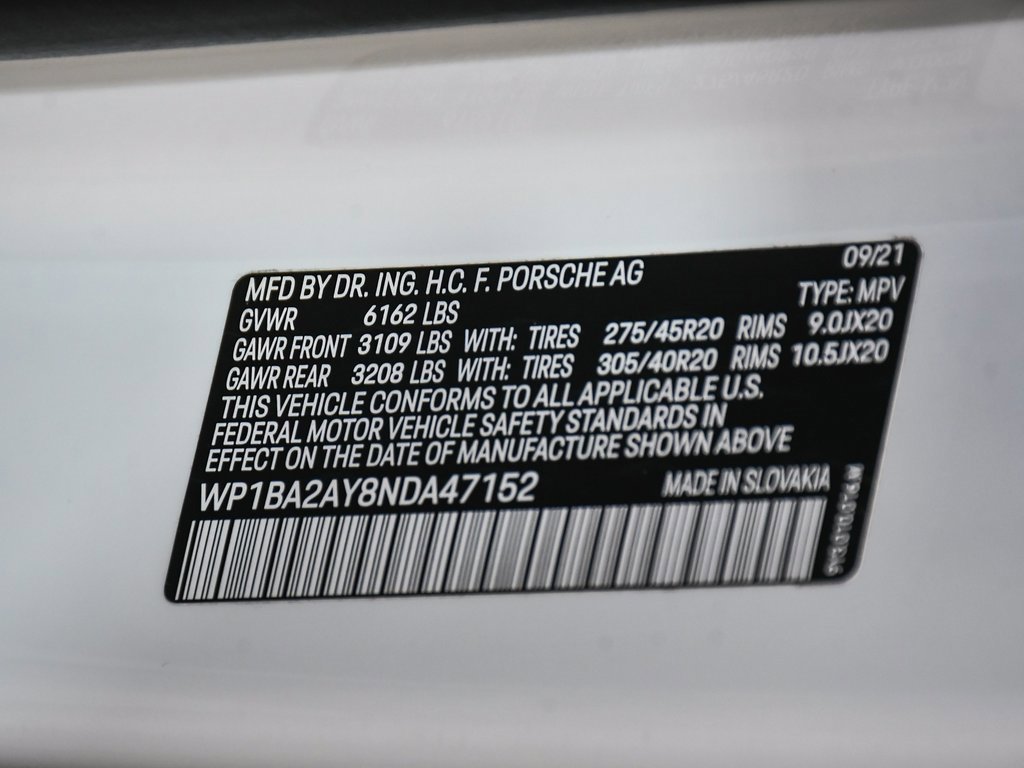 MFD BY DR. ING. H.C. F. PORSCHE AG 09/21
GVWR 6162 LBS TYPE: MPV
GAWR FRONT 3109 LBS WITH: TIRES 275/45R20 RIMS 9.0JX20
GAWR REAR 3208 LBS WITH: TIRES 305/40R20 RIMS 10.5JX20
THIS VEHICLE CONFORMS TO ALL APPLICABLE U.S.
FEDERAL MOTOR VEHICLE SAFETY STANDARDS IN
EFFECT ON THE DATE OF MANUFACTURE SHOWN ABOVE
WP1BA2AY8NDA47152 MADE IN SLOVAKIA